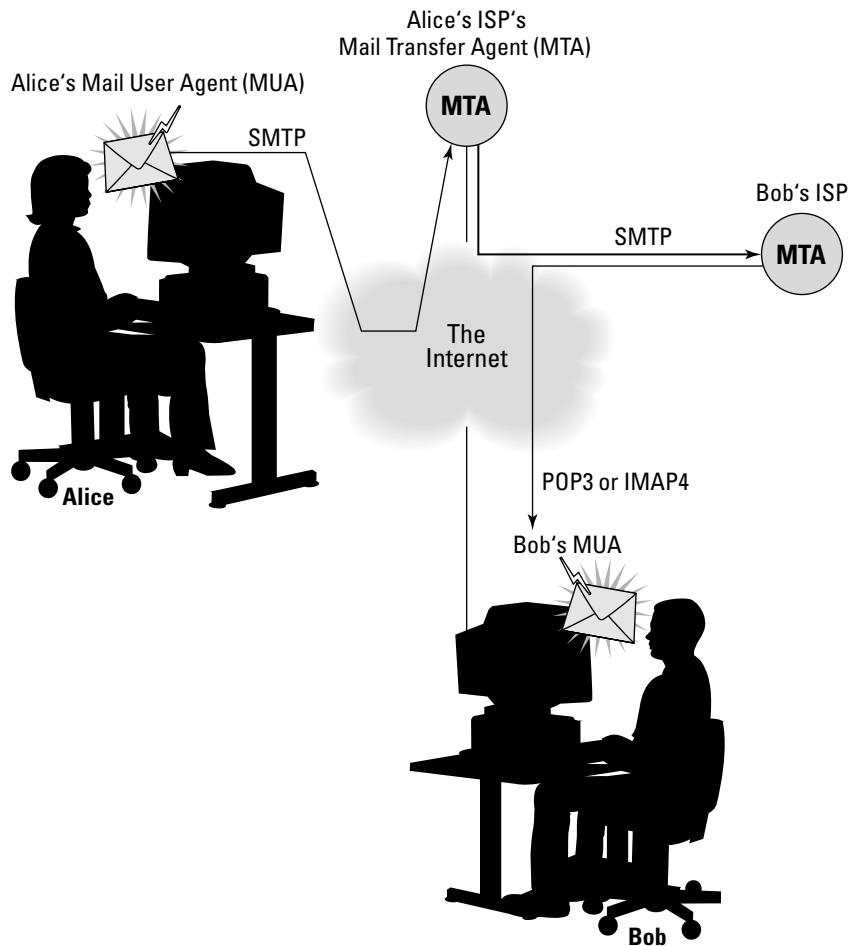 Alice‘s ISP‘s
Mail Transfer Agent (MTA)
Alice‘s Mail User Agent (MUA)
MTA
SMTP
Bob‘s ISP
SMTP
MTA
The
Internet
POP3 or IMAP4
Alice
Bob‘s MUA
Bob